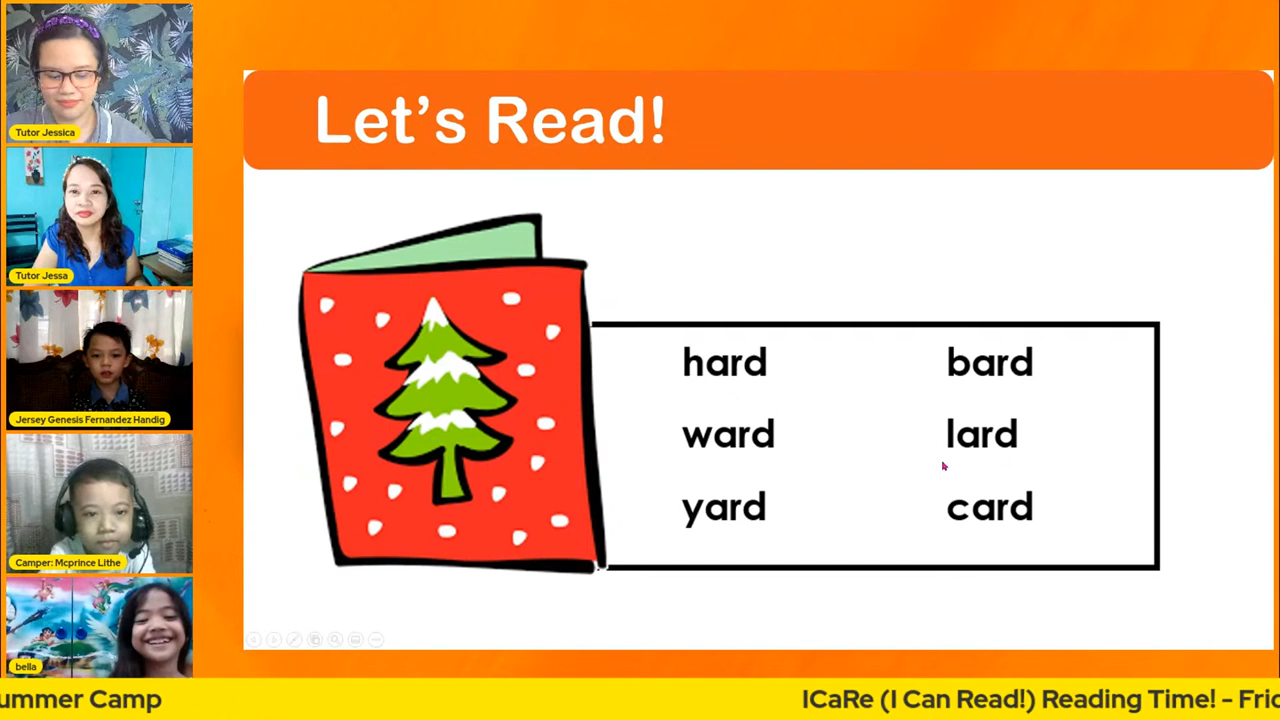 Tutor Jessica
Tutor Jessa
Jersey Genesis Fernandez Handig
Camper: Mcprince Lithe
bella
Let's Read!
hard bard
ward lard
yard card
ummer Camp ICaRe (I Can Read!) Reading Time! - Fri